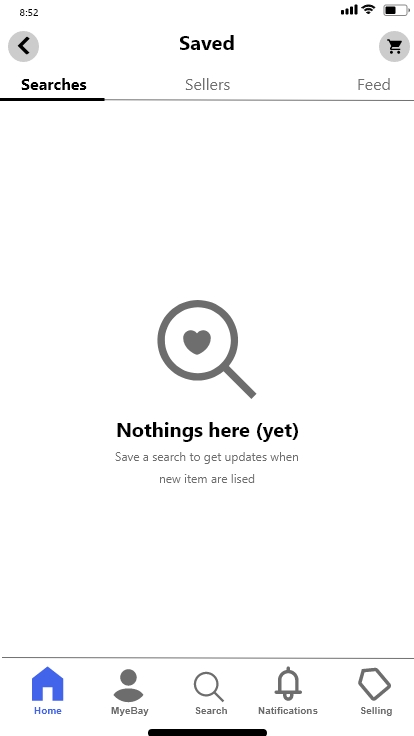 8:52
Saved
Searches Sellers Feed
Nothings here (yet)
Save a search to get updates when
new item are lised
Home MyeBay Search Notifications Selling